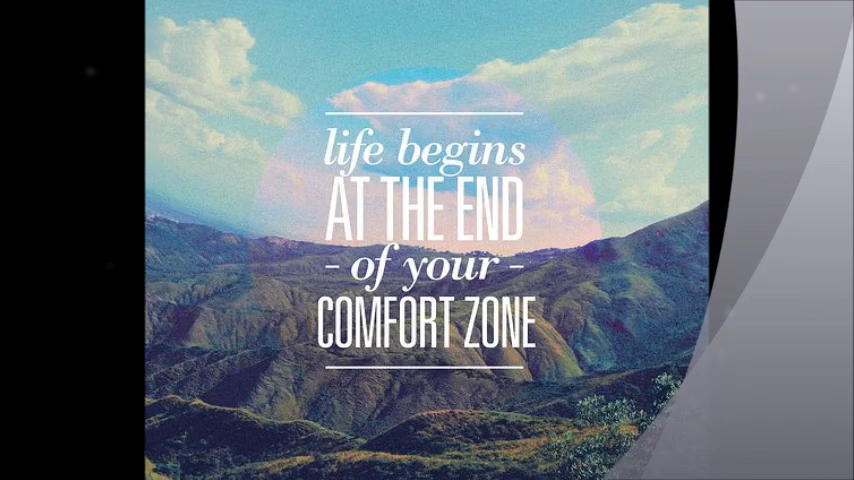 life begins
AT THE END
- of your -
COMFORT ZONE